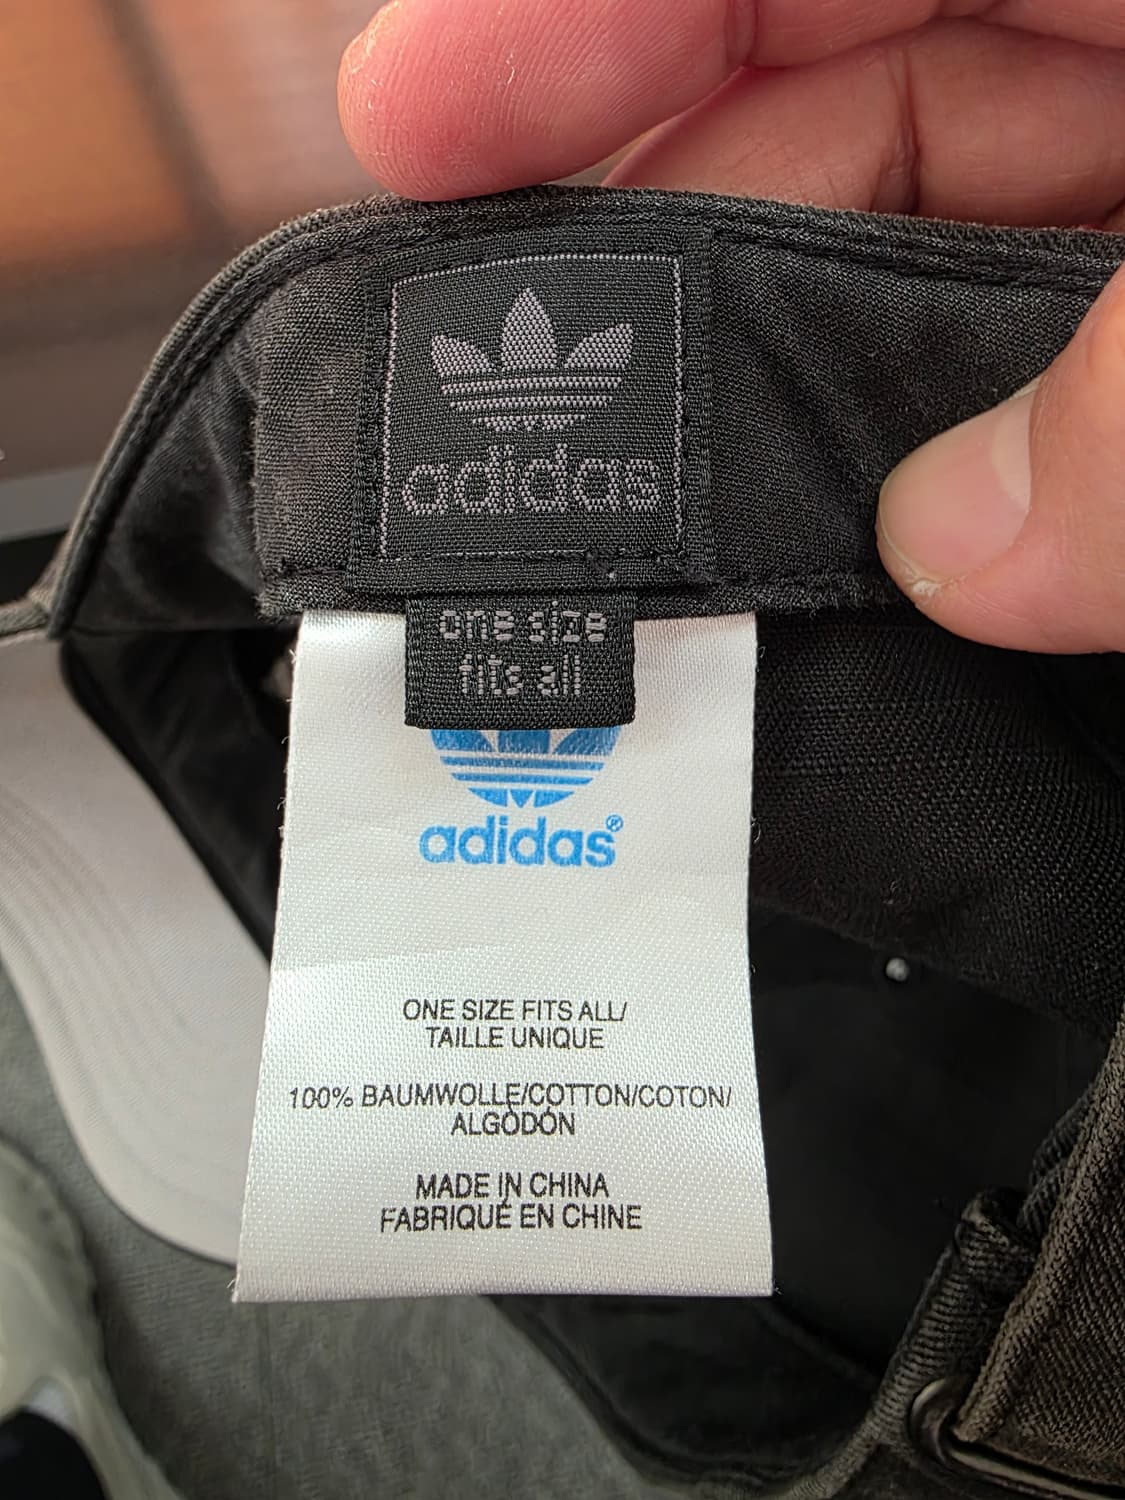 adidas
one size
fits all
adidas®
ONE SIZE FITS ALL/
TAILLE UNIQUE
100% BAUMWOLLE/COTTON/COTON/
ALGODÓN
MADE IN CHINA
FABRIQUÉ EN CHINE